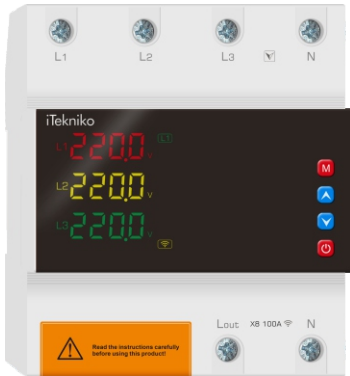 L1 L2 L3 N
iTekniko
L1 220.0 V L1
L2 220.0 V
L3 220.0 V
M
Lout X8 100A N
Read the instructions carefully
before using this product!